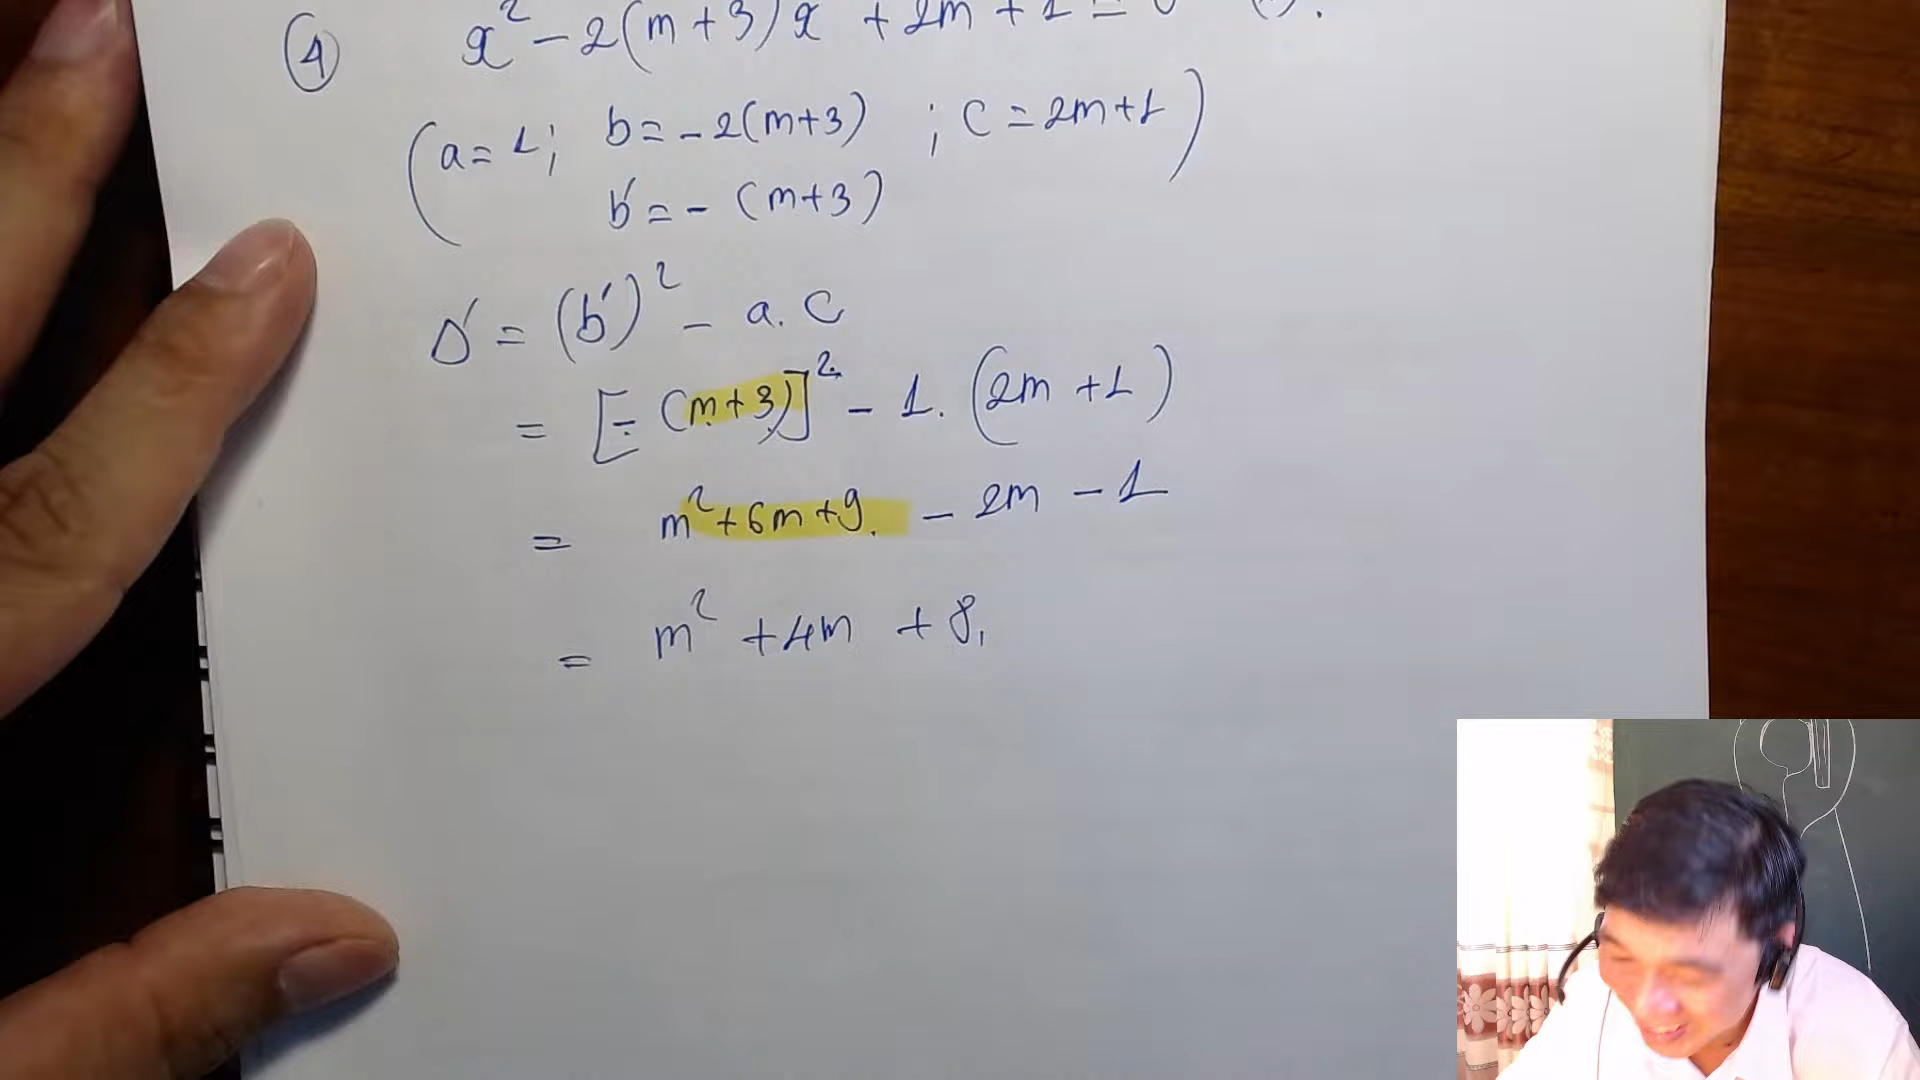 ④ x² - 2(m+3)x + 2m + 1 = 0
(a = 1; b = -2(m+3) ; c = 2m+1)
b' = - (m+3)
Δ' = (b')² - a.c
= [- (m+3)]² - 1. (2m + 1)
= m² + 6m + 9 - 2m - 1
= m² + 4m + 8